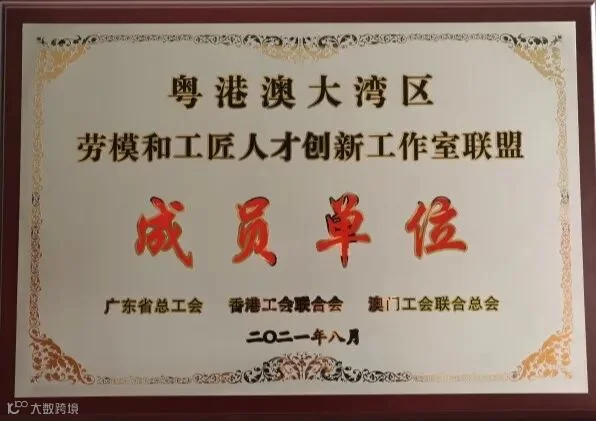 粤港澳大湾区
劳模和工匠人才创新工作室联盟
成员单位
广东省总工会 香港工会联合会 澳门工会联合总会
二〇二一年八月
大数跨境